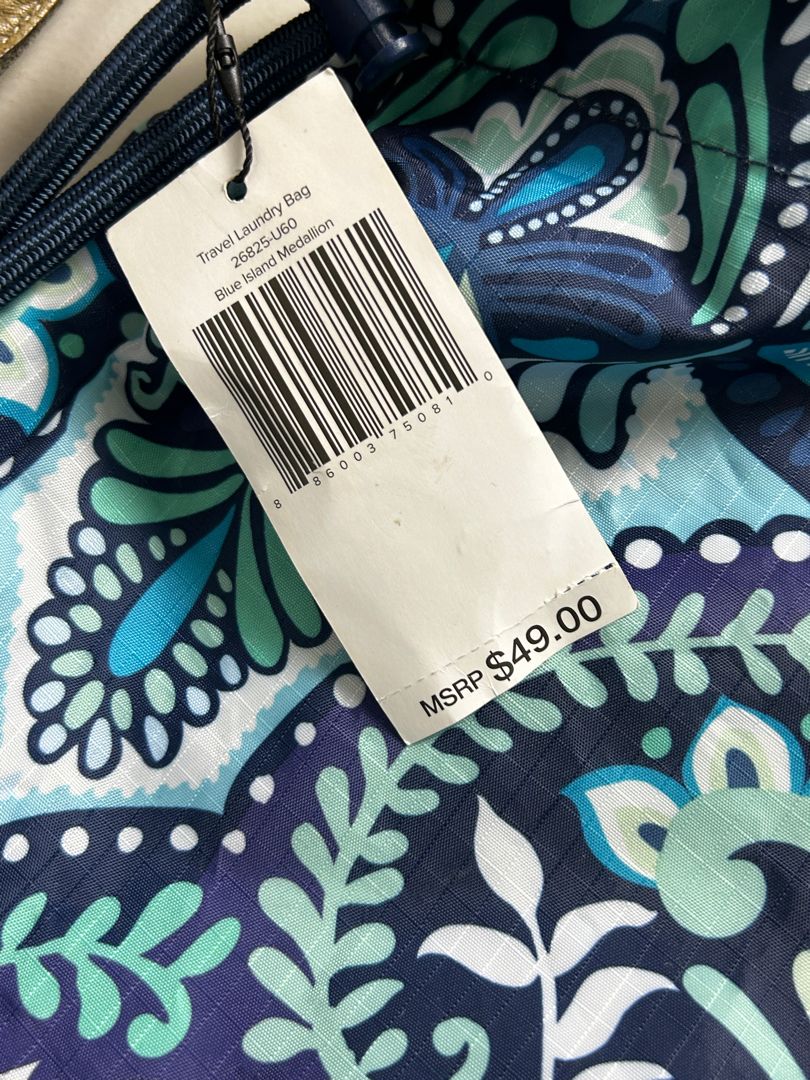 Travel Laundry Bag
26825-U60
Blue Island Medallion
8 86003 75081 0
MSRP $49.00